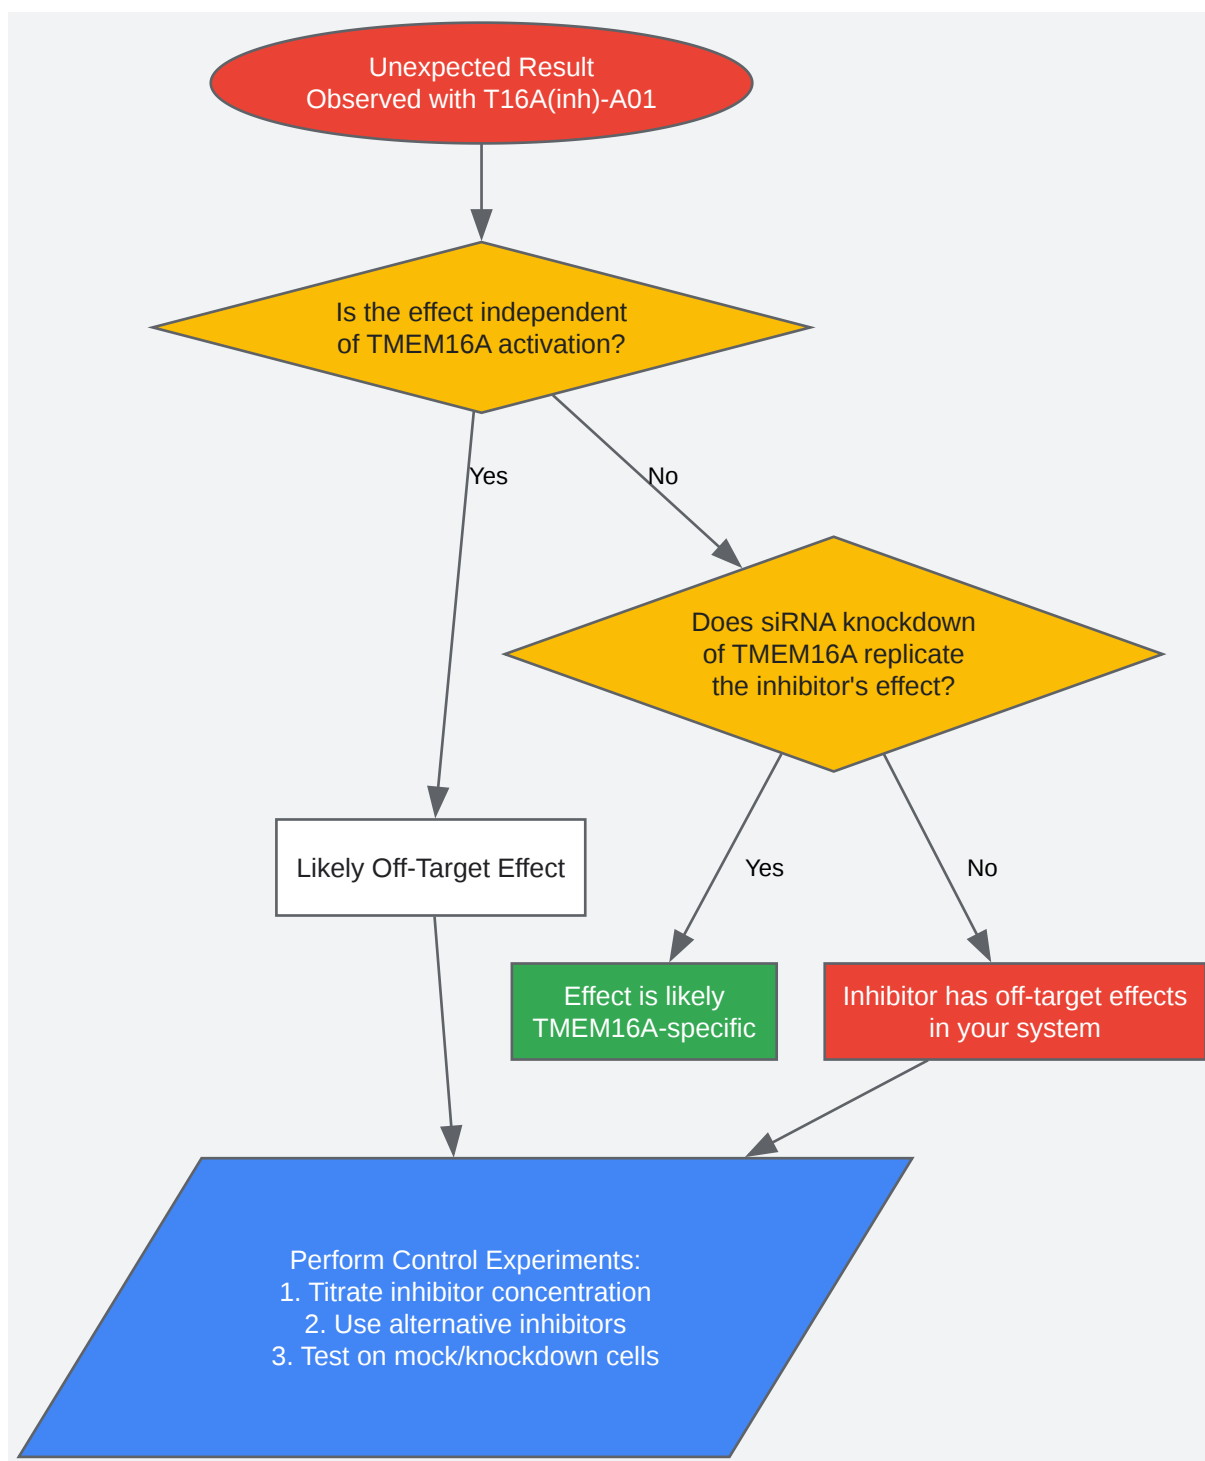 Unexpected Result
Observed with T16A(inh)-A01
Is the effect independent
of TMEM16A activation?
Yes
No
Does siRNA knockdown
of TMEM16A replicate
the inhibitor's effect?
Likely Off-Target Effect
Yes
No
Effect is likely
TMEM16A-specific
Inhibitor has off-target effects
in your system
Perform Control Experiments:
1. Titrate inhibitor concentration
2. Use alternative inhibitors
3. Test on mock/knockdown cells